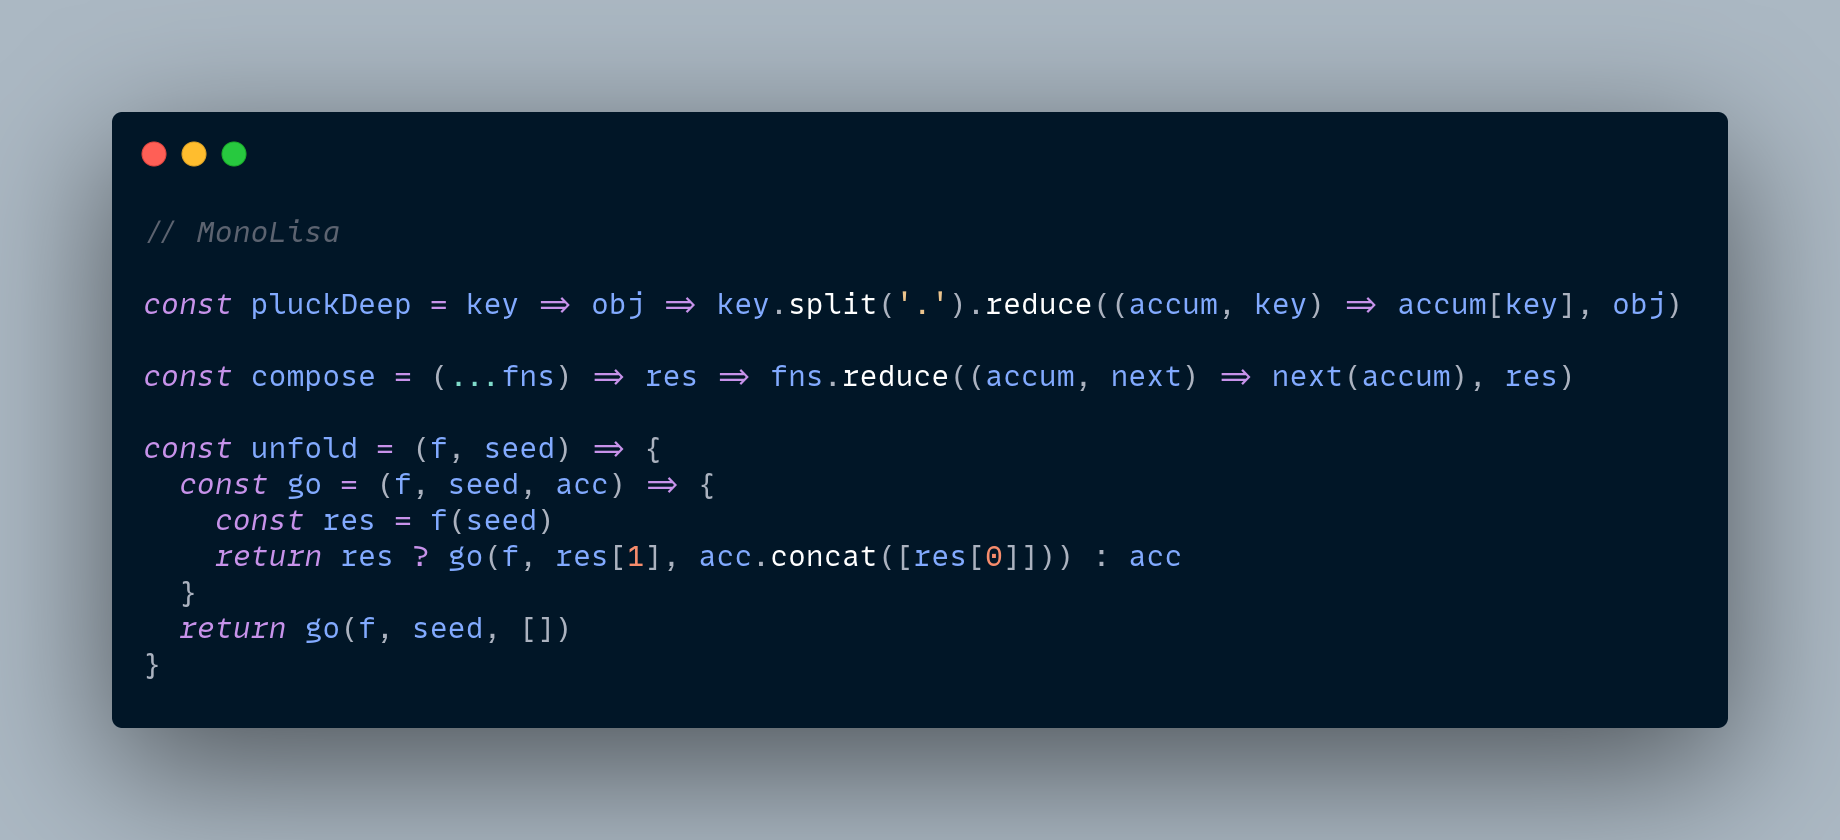 // MonoLisa
const pluckDeep = key => obj => key.split('.').reduce((accum, key) => accum[key], obj)
const compose = (...fns) => res => fns.reduce((accum, next) => next(accum), res)
const unfold = (f, seed) => {
  const go = (f, seed, acc) => {
    const res = f(seed)
    return res ? go(f, res[1], acc.concat([res[0]])) : acc
  }
  return go(f, seed, [])
}